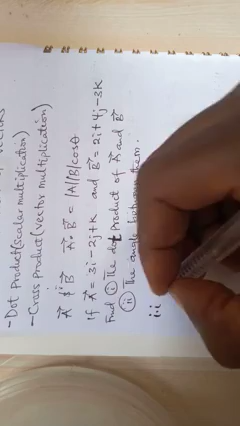 - Dot Product(scalar multiplication)
- Cross Product(vector multiplication)
A $ B A . B = |A||B|cosθ
If A = 3i - 2j + K and B = 2i + 4j - 3K
Find (i) The dot product of A and B
(ii) The angle between them.
i:i